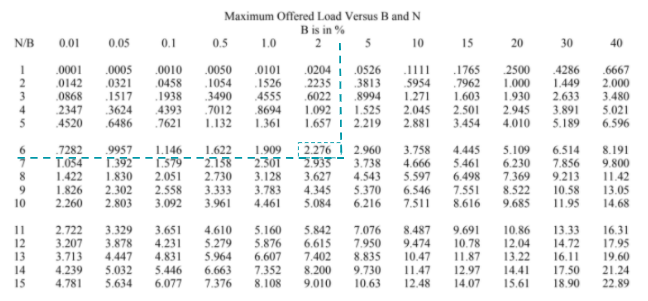 Maximum Offered Load Versus B and N
B is in %
N/B 0.01 0.05 0.1 0.5 1.0 2 5 10 15 20 30 40
1 .0001 .0005 .0010 .0050 .0101 .0204 .0526 .1111 .1765 .2500 .4286 .6667
2 .0142 .0321 .0458 .1054 .1526 .2235 .3813 .5954 .7962 1.000 1.449 2.000
3 .0868 .1517 .1938 .3490 .4555 .6022 .8994 1.271 1.603 1.930 2.633 3.480
4 .2347 .3624 .4393 .7012 .8694 1.092 1.525 2.045 2.501 2.945 3.891 5.021
5 .4520 .6486 .7621 1.132 1.361 1.657 2.219 2.881 3.454 4.010 5.189 6.596
6 .7282 .9957 1.146 1.622 1.909 2.276 2.960 3.758 4.445 5.109 6.514 8.191
7 1.054 1.392 1.579 2.158 2.501 2.935 3.738 4.666 5.461 6.230 7.856 9.800
8 1.422 1.830 2.051 2.730 3.128 3.627 4.543 5.597 6.498 7.369 9.213 11.42
9 1.826 2.302 2.558 3.333 3.783 4.345 5.370 6.546 7.551 8.522 10.58 13.05
10 2.260 2.803 3.092 3.961 4.461 5.084 6.216 7.511 8.616 9.685 11.95 14.68
11 2.722 3.329 3.651 4.610 5.160 5.842 7.076 8.487 9.691 10.86 13.33 16.31
12 3.207 3.878 4.231 5.279 5.876 6.615 7.950 9.474 10.78 12.04 14.72 17.95
13 3.713 4.447 4.831 5.964 6.607 7.402 8.835 10.47 11.87 13.22 16.11 19.60
14 4.239 5.032 5.446 6.663 7.352 8.200 9.730 11.47 12.97 14.41 17.50 21.24
15 4.781 5.634 6.077 7.376 8.108 9.010 10.63 12.48 14.07 15.61 18.90 22.89